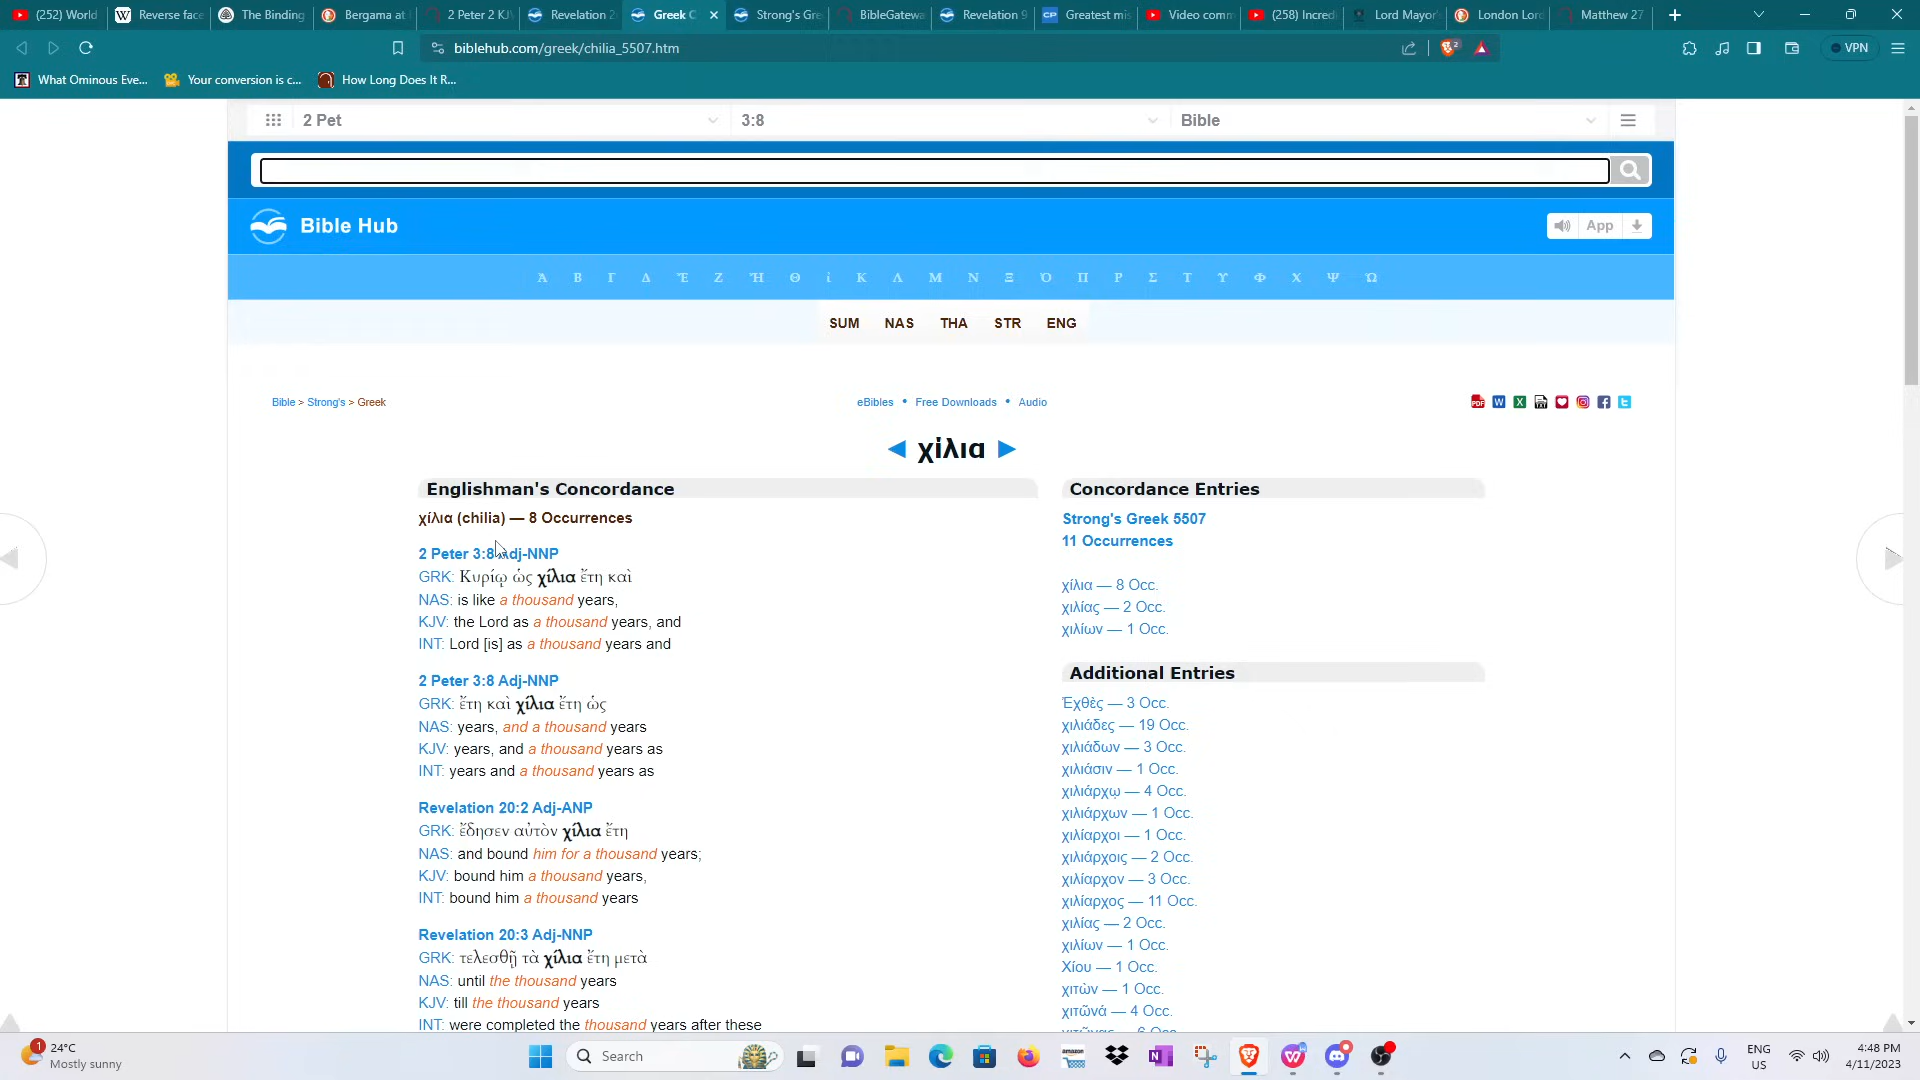 (252) World
Reverse face
The Binding
Bergama at
2 Peter 2 KJV
Revelation 2
Greek C
Strong's Gre
BibleGatewa
Revelation 9
Greatest mis
Video comm
(258) Incredi
Lord Mayor'
London Lord
Matthew 27
biblehub.com/greek/chilia_5507.htm
VPN
What Ominous Eve...
Your conversion is c...
How Long Does It R...
2 Pet
3:8
Bible
Bible Hub
App
Ἀ Β Γ Δ Ἐ Ζ Ἡ Θ ἰ Κ Λ Μ Ν Ξ Ὀ Π Ρ Σ Τ Υ Φ Χ Ψ Ὠ
SUM NAS THA STR ENG
Bible > Strong's > Greek
eBibles • Free Downloads • Audio
◄ χίλια ►
Englishman's Concordance
χίλια (chilia) — 8 Occurrences
2 Peter 3:8 Adj-NNP
GRK: Κυρίῳ ὡς χίλια ἔτη καὶ
NAS: is like a thousand years,
KJV: the Lord as a thousand years, and
INT: Lord [is] as a thousand years and
2 Peter 3:8 Adj-NNP
GRK: ἔτη καὶ χίλια ἔτη ὡς
NAS: years, and a thousand years
KJV: years, and a thousand years as
INT: years and a thousand years as
Revelation 20:2 Adj-ANP
GRK: ἔδησεν αὐτὸν χίλια ἔτη
NAS: and bound him for a thousand years;
KJV: bound him a thousand years,
INT: bound him a thousand years
Revelation 20:3 Adj-NNP
GRK: τελεσθῇ τὰ χίλια ἔτη μετὰ
NAS: until the thousand years
KJV: till the thousand years
INT: were completed the thousand years after these
Concordance Entries
Strong's Greek 5507
11 Occurrences
χίλια — 8 Occ.
χιλίας — 2 Occ.
χιλίων — 1 Occ.
Additional Entries
Ἐχθὲς — 3 Occ.
χιλιάδες — 19 Occ.
χιλιάδων — 3 Occ.
χιλιάσιν — 1 Occ.
χιλιάρχῳ — 4 Occ.
χιλιάρχων — 1 Occ.
χιλίαρχοι — 1 Occ.
χιλιάρχοις — 2 Occ.
χιλίαρχον — 3 Occ.
χιλίαρχος — 11 Occ.
χιλίας — 2 Occ.
χιλίων — 1 Occ.
Χίου — 1 Occ.
χιτὼν — 1 Occ.
χιτῶνά — 4 Occ.
χιτῶνας — 6 Occ.
1
24°C
Mostly sunny
Search
ENG
US
4:48 PM
4/11/2023